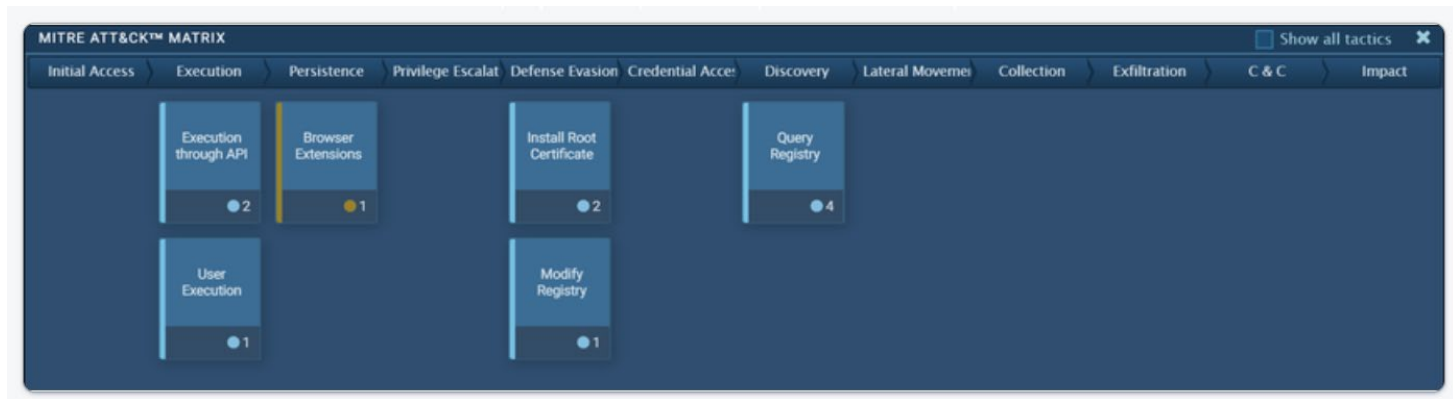 MITRE ATT&CK™ MATRIX
Show all tactics ✖
Initial Access Execution Persistence Privilege Escalat Defense Evasion Credential Acces Discovery Lateral Movemen Collection Exfiltration C & C Impact
Execution through API
2
Browser Extensions
1
Install Root Certificate
2
Query Registry
4
User Execution
1
Modify Registry
1